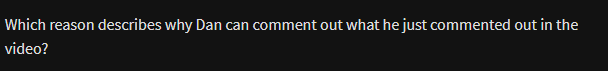 Which reason describes why Dan can comment out what he just commented out in the
video?